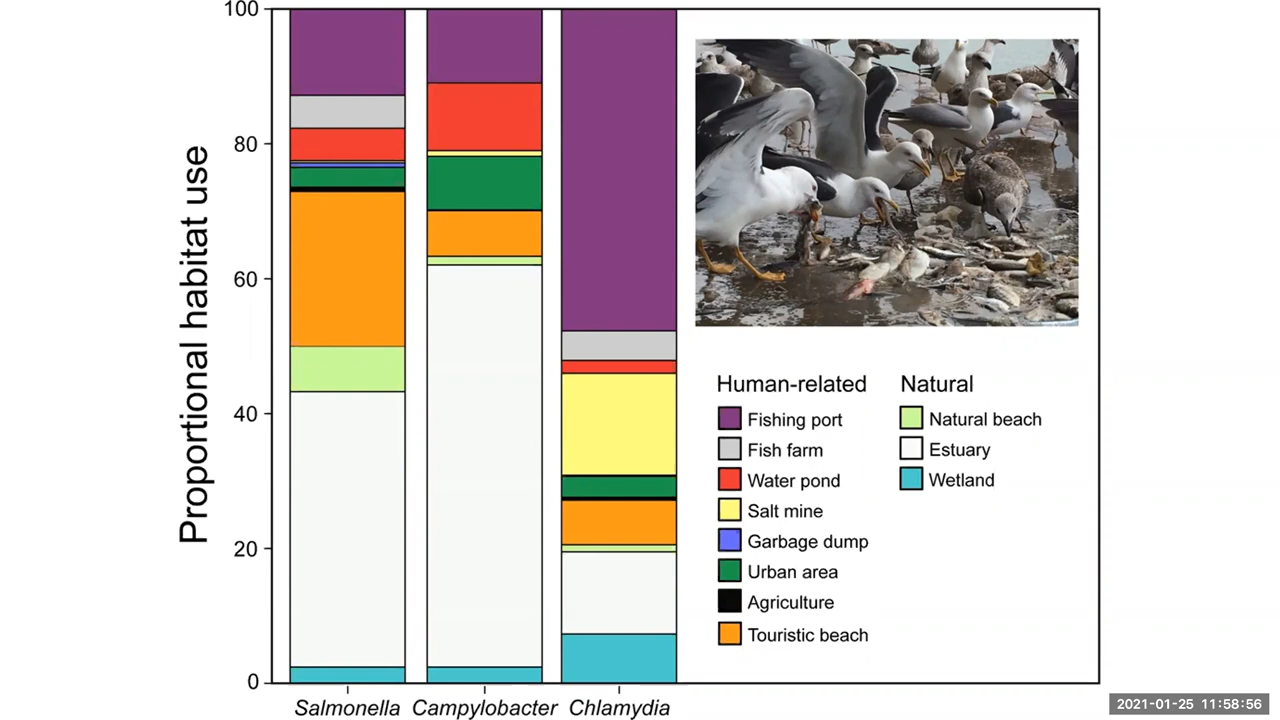 Proportional habitat use
100
80
60
40
20
0
Salmonella Campylobacter Chlamydia
Human-related
Fishing port
Fish farm
Water pond
Salt mine
Garbage dump
Urban area
Agriculture
Touristic beach
Natural
Natural beach
Estuary
Wetland
2021-01-25 11:58:56